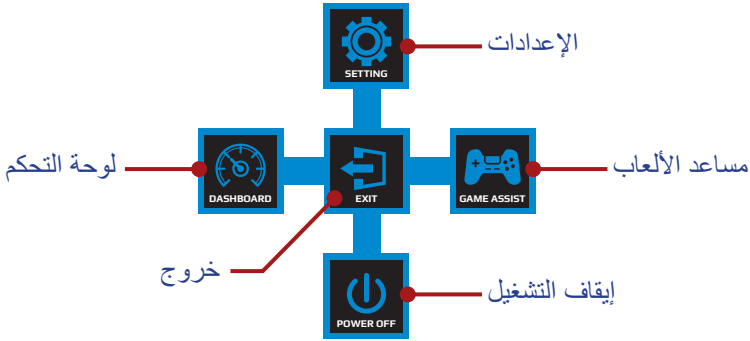 الإعدادات
SETTING
لوحة التحكم
DASHBOARD
EXIT
GAME ASSIST
مساعد الألعاب
خروج
إيقاف التشغيل
POWER OFF